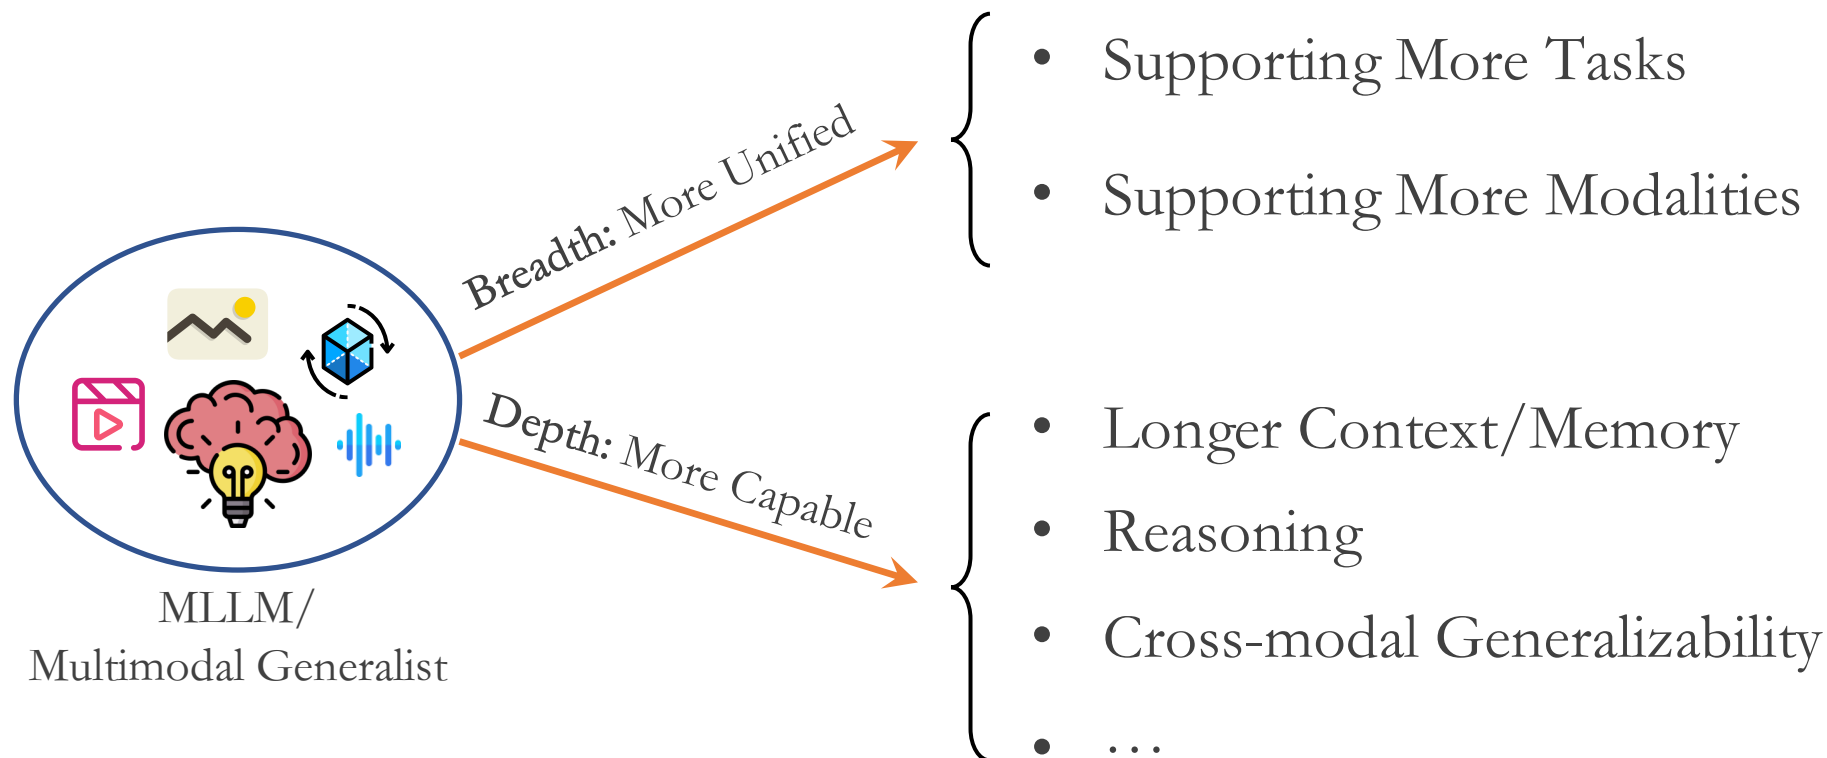 Breadth: More Unified
• Supporting More Tasks
• Supporting More Modalities
Depth: More Capable
• Longer Context/Memory
• Reasoning
• Cross-modal Generalizability
• …
MLLM/
Multimodal Generalist